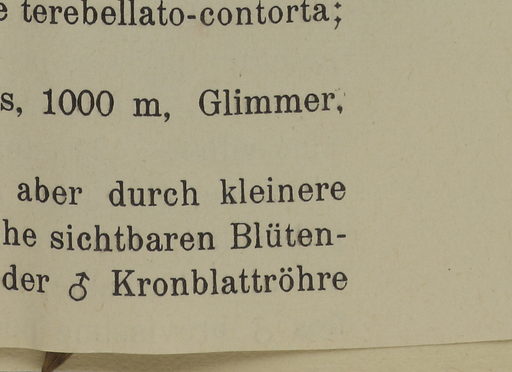 terebellato-contorta;
s, 1000 m, Glimmer,
aber durch kleinere
he sichtbaren Blüten-
der ♂ Kronblattröhre